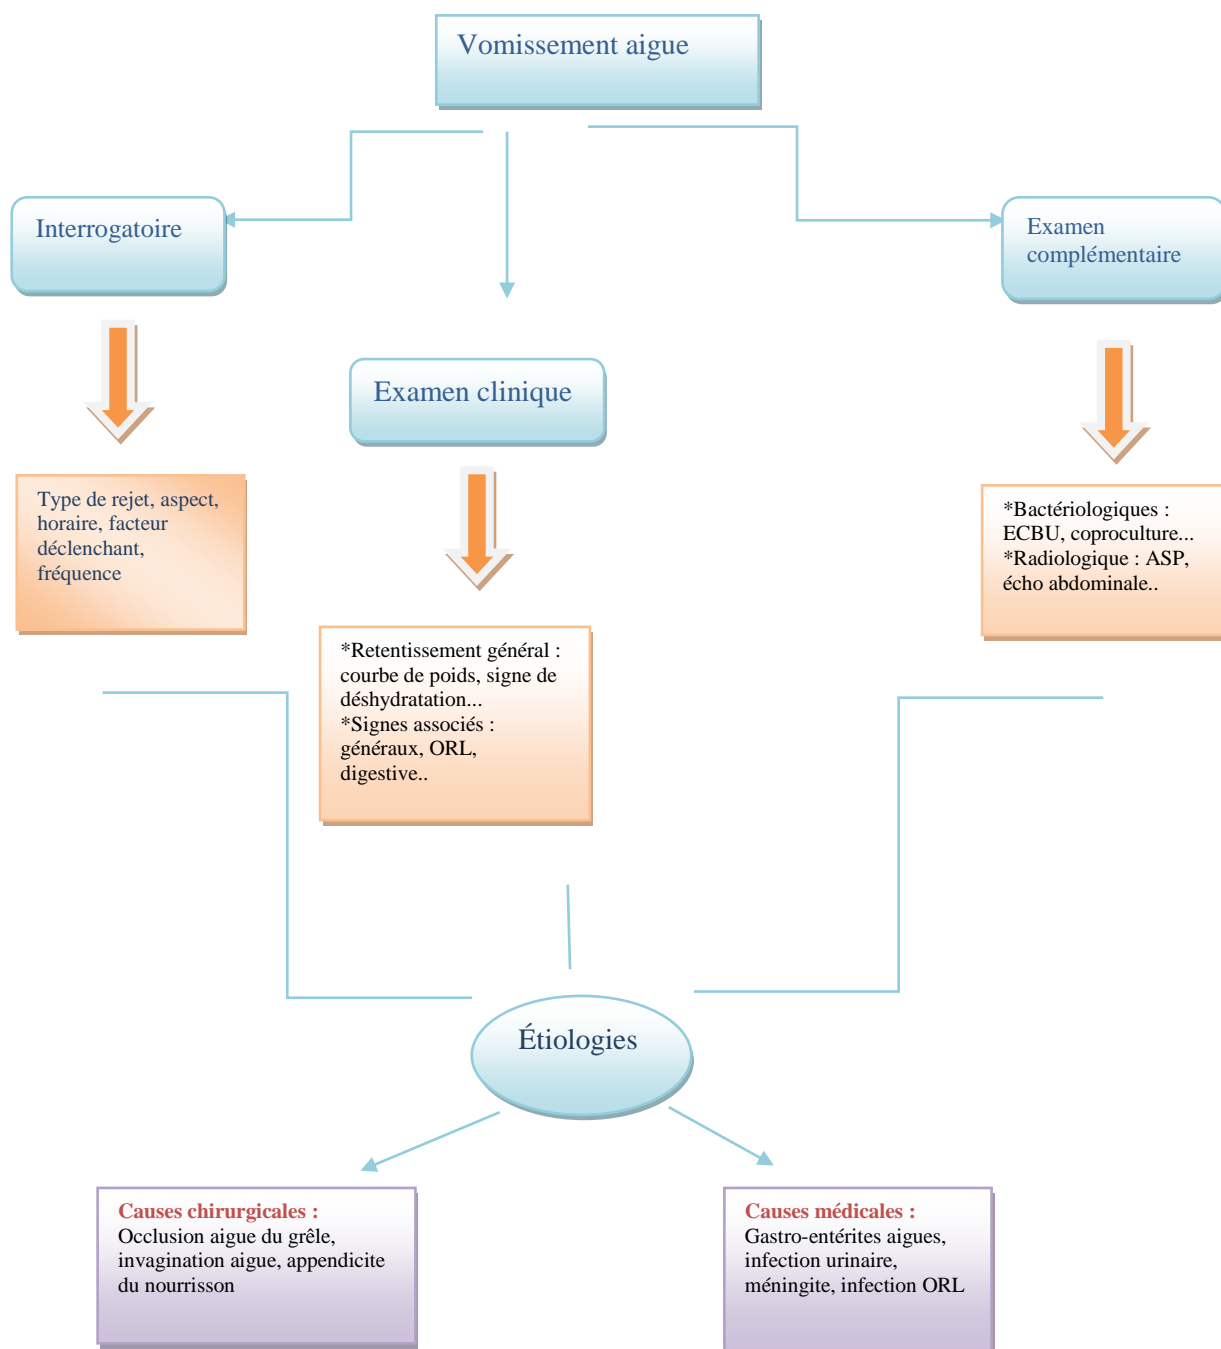 Vomissement aigue
Interrogatoire
Examen
complémentaire
Examen clinique
Type de rejet, aspect,
horaire, facteur
déclenchant,
fréquence
*Bactériologiques :
ECBU, coproculture...
*Radiologique : ASP,
écho abdominale..
*Retentissement général :
courbe de poids, signe de
déshydratation...
*Signes associés :
généraux, ORL,
digestive..
Étiologies
Causes chirurgicales :
Occlusion aigue du grêle,
invagination aigue, appendicite
du nourrisson
Causes médicales :
Gastro-entérites aigues,
infection urinaire,
méningite, infection ORL